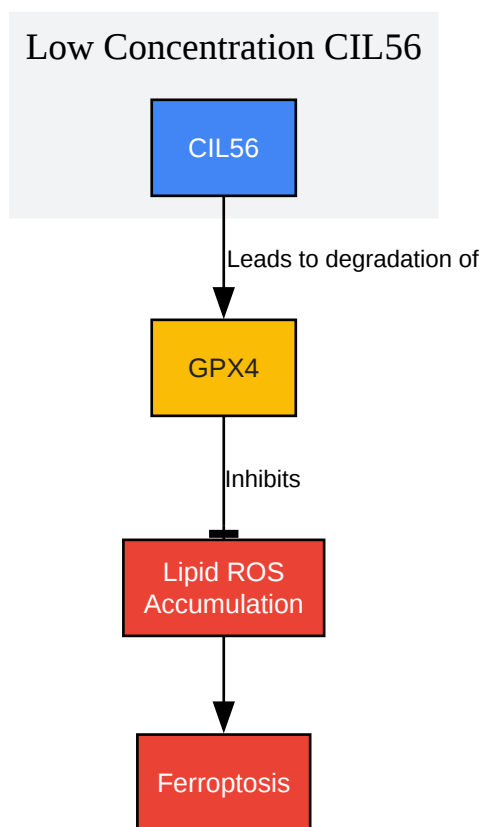 Low Concentration CIL56
CIL56
Leads to degradation of
GPX4
Inhibits
Lipid ROS
Accumulation
Ferroptosis